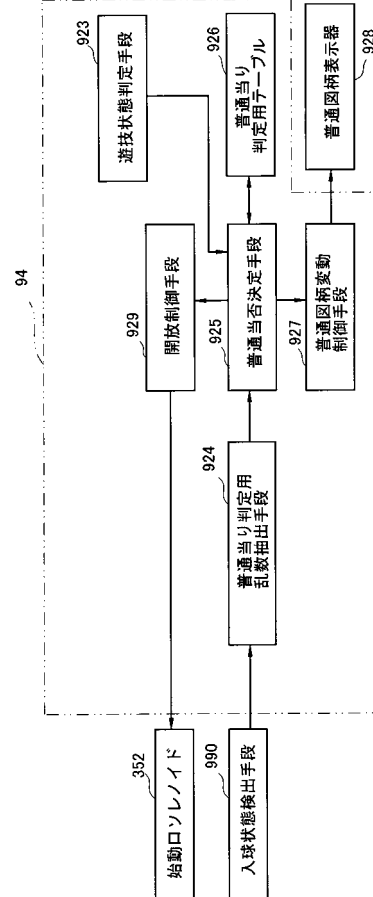 94
923
遊技状態判定手段
926
普通当り
判定用テーブル
928
普通図柄表示器
929
開放制御手段
925
普通当否決定手段
927
普通図柄変動
制御手段
924
普通当り判定用
乱数抽出手段
352
始動口ソレノイド
990
入球状態検出手段